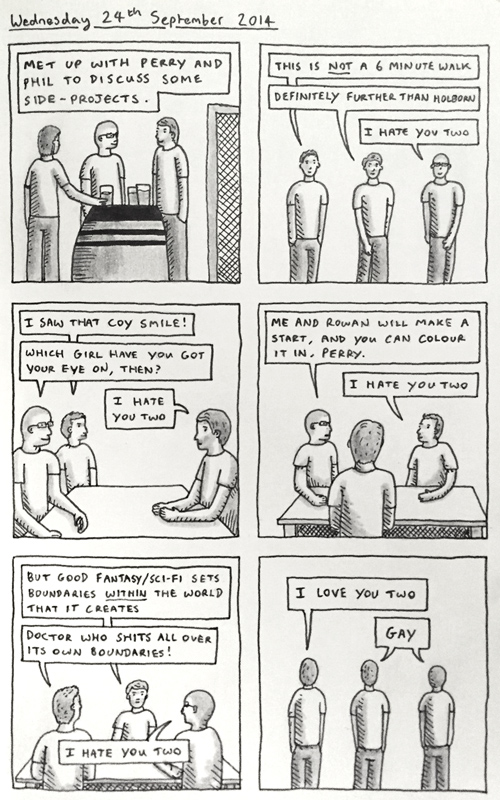 Wednesday 24th September 2014
MET UP WITH PERRY AND
PHIL TO DISCUSS SOME
SIDE-PROJECTS.
THIS IS NOT A 6 MINUTE WALK
DEFINITELY FURTHER THAN HOLBORN
I HATE YOU TWO
I SAW THAT COY SMILE!
WHICH GIRL HAVE YOU GOT
YOUR EYE ON, THEN?
I HATE
YOU TWO
ME AND ROWAN WILL MAKE A
START, AND YOU CAN COLOUR
IT IN, PERRY.
I HATE YOU TWO
BUT GOOD FANTASY/SCI-FI SETS
BOUNDARIES WITHIN THE WORLD
THAT IT CREATES
DOCTOR WHO SHITS ALL OVER
ITS OWN BOUNDARIES!
I HATE YOU TWO
I LOVE YOU TWO
GAY